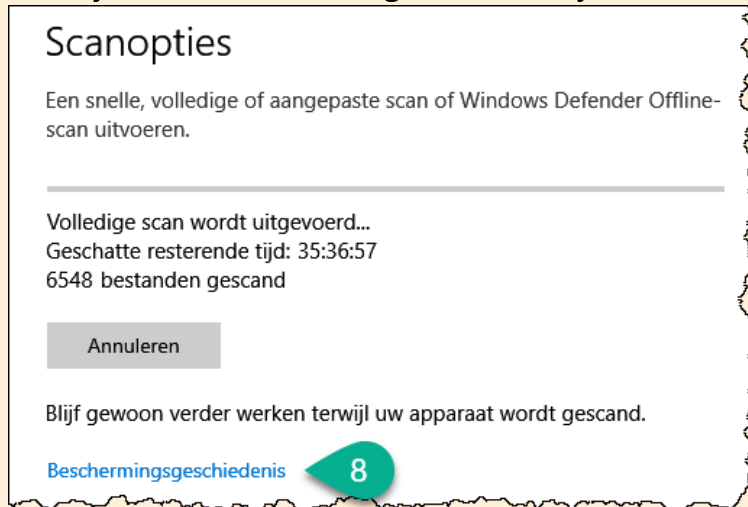 Scanopties
Een snelle, volledige of aangepaste scan of Windows Defender Offline-
scan uitvoeren.
Volledige scan wordt uitgevoerd...
Geschatte resterende tijd: 35:36:57
6548 bestanden gescand
Annuleren
Blijf gewoon verder werken terwijl uw apparaat wordt gescand.
Beschermingsgeschiedenis 8